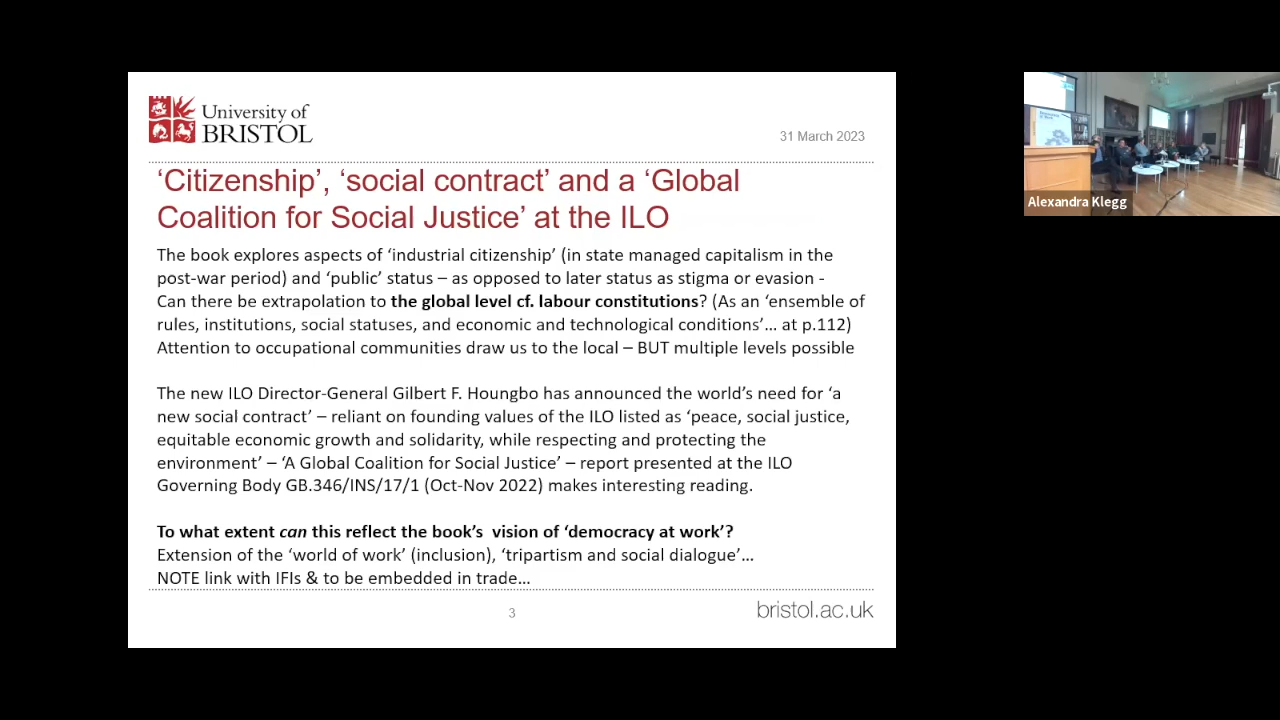 University of
BRISTOL
31 March 2023
‘Citizenship’, ‘social contract’ and a ‘Global
Coalition for Social Justice’ at the ILO
The book explores aspects of ‘industrial citizenship’ (in state managed capitalism in the
post-war period) and ‘public’ status – as opposed to later status as stigma or evasion -
Can there be extrapolation to the global level cf. labour constitutions? (As an ‘ensemble of
rules, institutions, social statuses, and economic and technological conditions’… at p.112)
Attention to occupational communities draw us to the local – BUT multiple levels possible
The new ILO Director-General Gilbert F. Houngbo has announced the world’s need for ‘a
new social contract’ – reliant on founding values of the ILO listed as ‘peace, social justice,
equitable economic growth and solidarity, while respecting and protecting the
environment’ – ‘A Global Coalition for Social Justice’ – report presented at the ILO
Governing Body GB.346/INS/17/1 (Oct-Nov 2022) makes interesting reading.
To what extent can this reflect the book’s  vision of ‘democracy at work’?
Extension of the ‘world of work’ (inclusion), ‘tripartism and social dialogue’…
NOTE link with IFIs & to be embedded in trade…
3
bristol.ac.uk
Alexandra Klegg